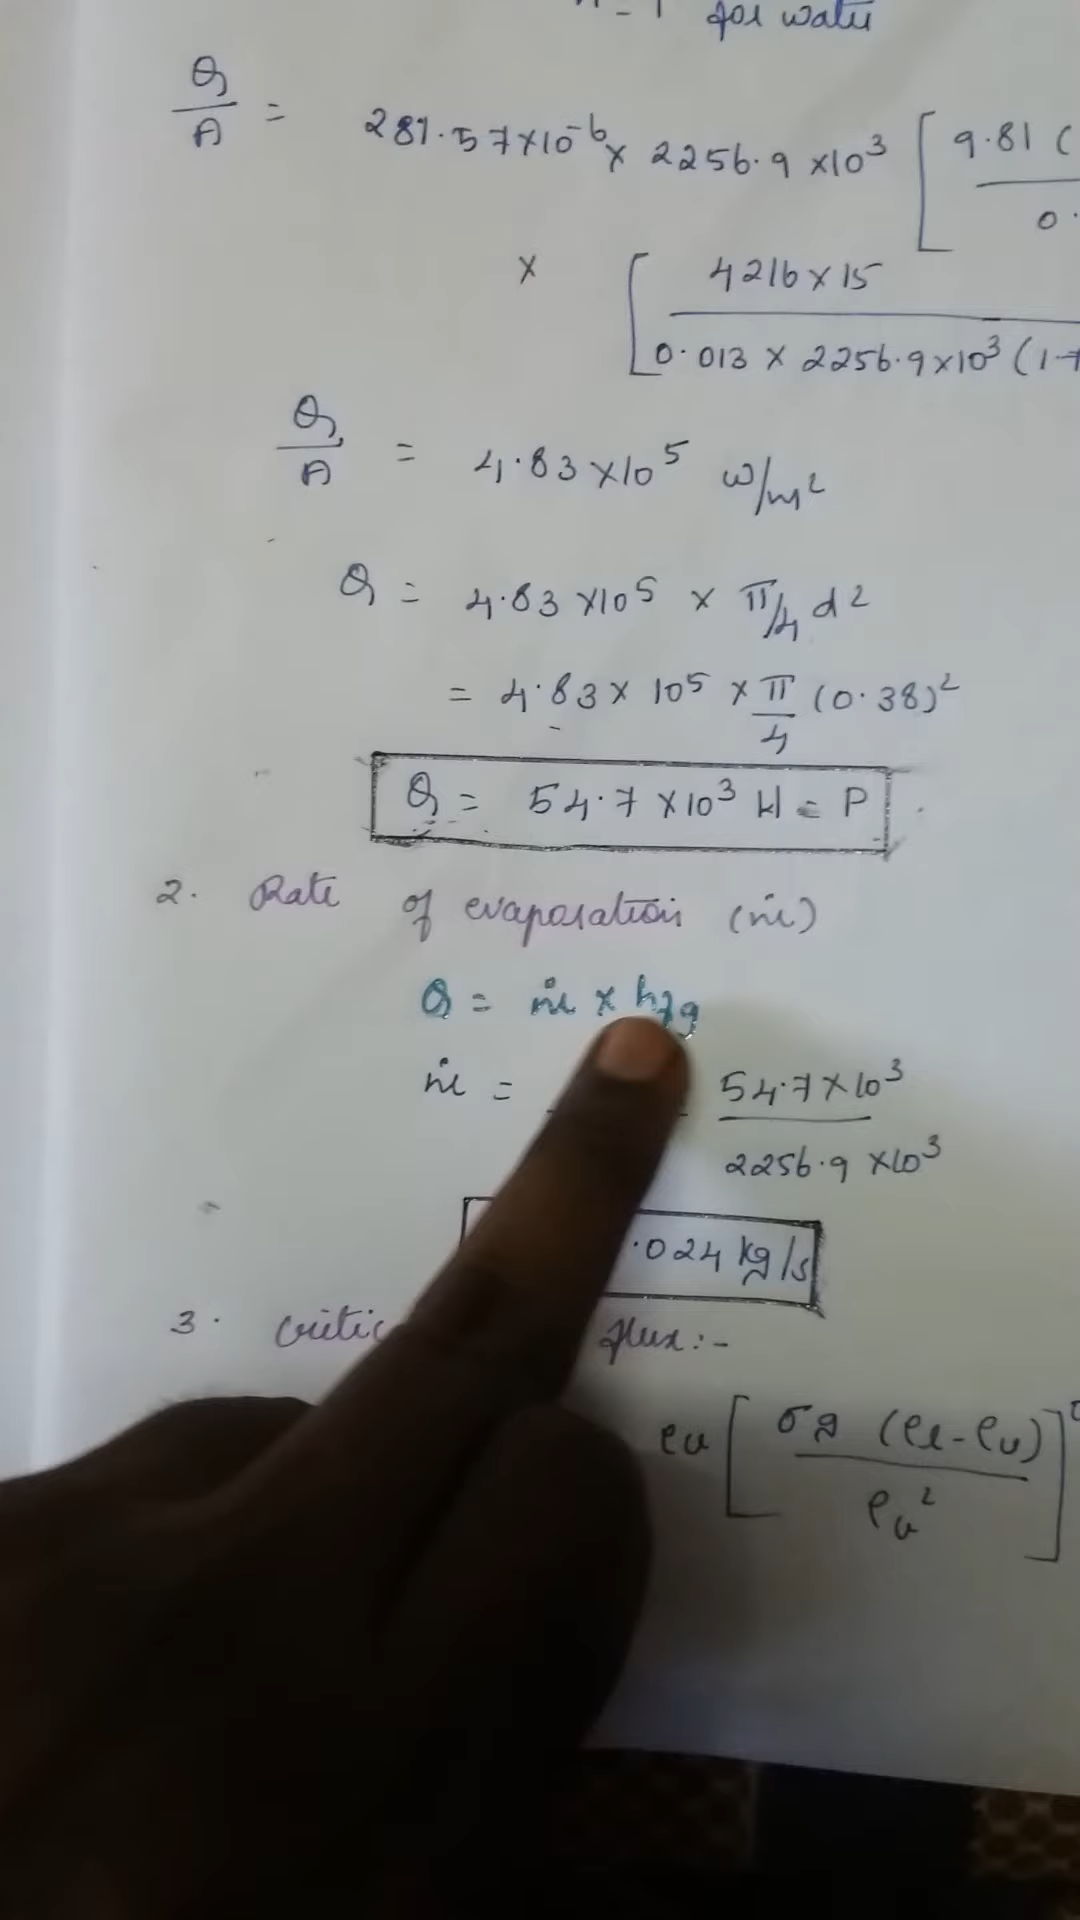 = 1 for water
Q/A = 281.57×10⁻⁶ × 2256.9 ×10³ [ 9.81 ( / 0.
× [ 4216 × 15 / 0.013 × 2256.9×10³ (1.7
Q/A = 4.83 ×10⁵ W/m²
Q = 4.83 ×10⁵ × π/4 d²
= 4.83 × 10⁵ × π/4 (0.38)²
Q = 54.7 ×10³ W = P
2. Rate of evaporation (ṁ)
Q = ṁ × hfg
ṁ = 54.7×10³ / 2256.9 ×10³
.024 kg/s
3. flux:-
ρv [ σg (ρl - ρv) / ρv² ]